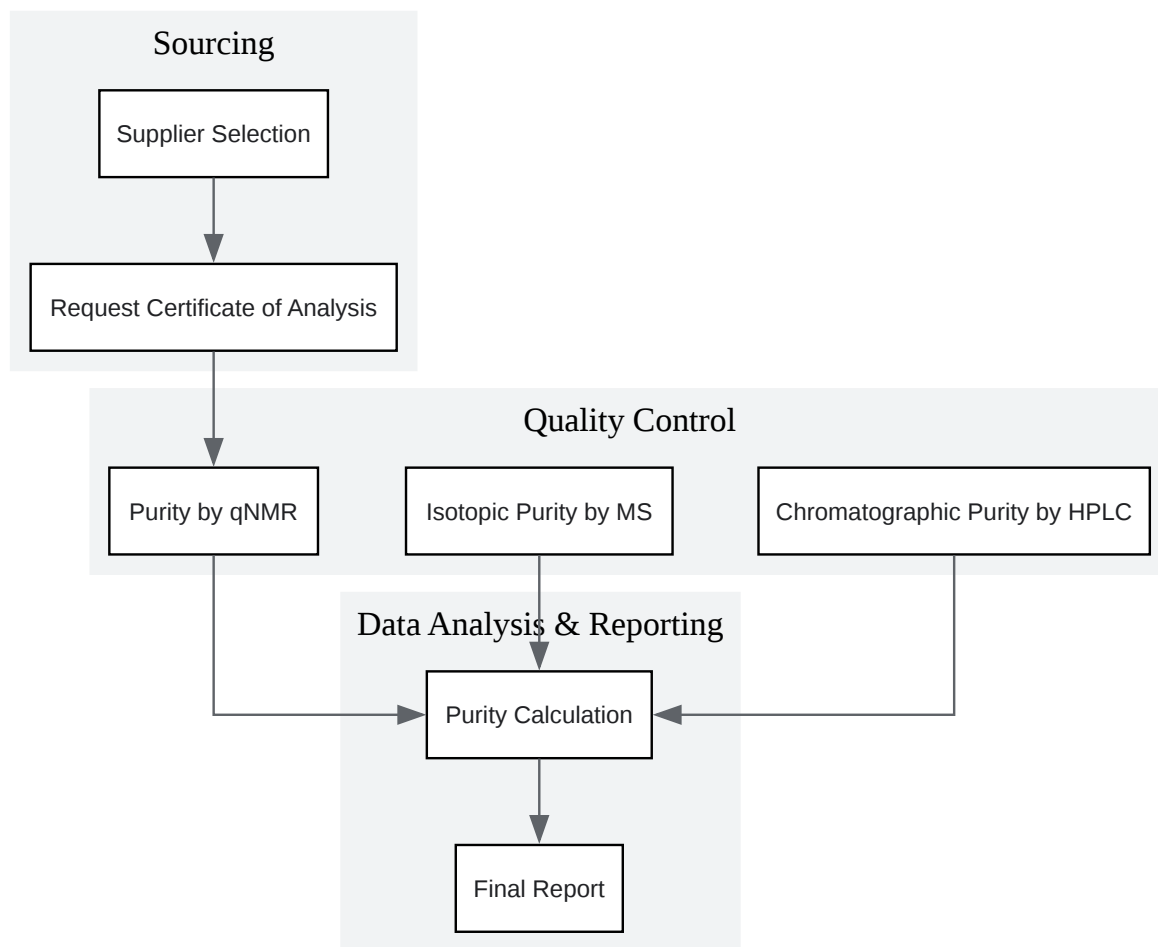 Sourcing
Supplier Selection
Request Certificate of Analysis
Quality Control
Purity by qNMR
Isotopic Purity by MS
Chromatographic Purity by HPLC
Data Analysis & Reporting
Purity Calculation
Final Report